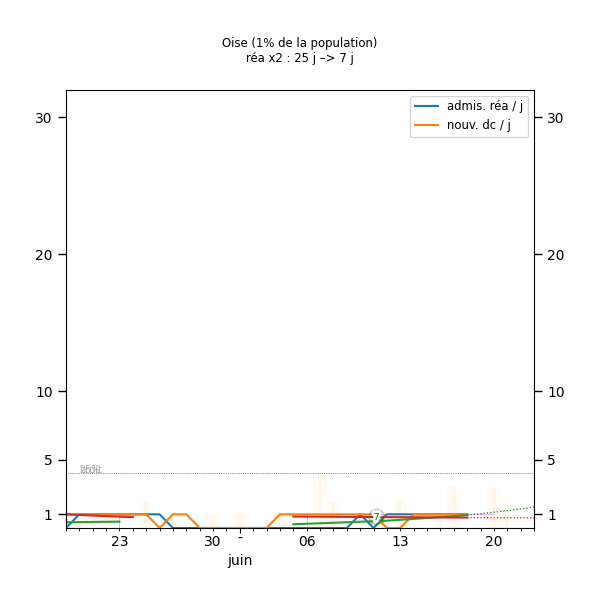 Oise (1% de la population)
réa x2 : 25 j –> 7 j
admis. réa / j
nouv. dc / j
30 30
20 20
10 10
5 5
1 1
7
23 30 - 06 13 20
juin